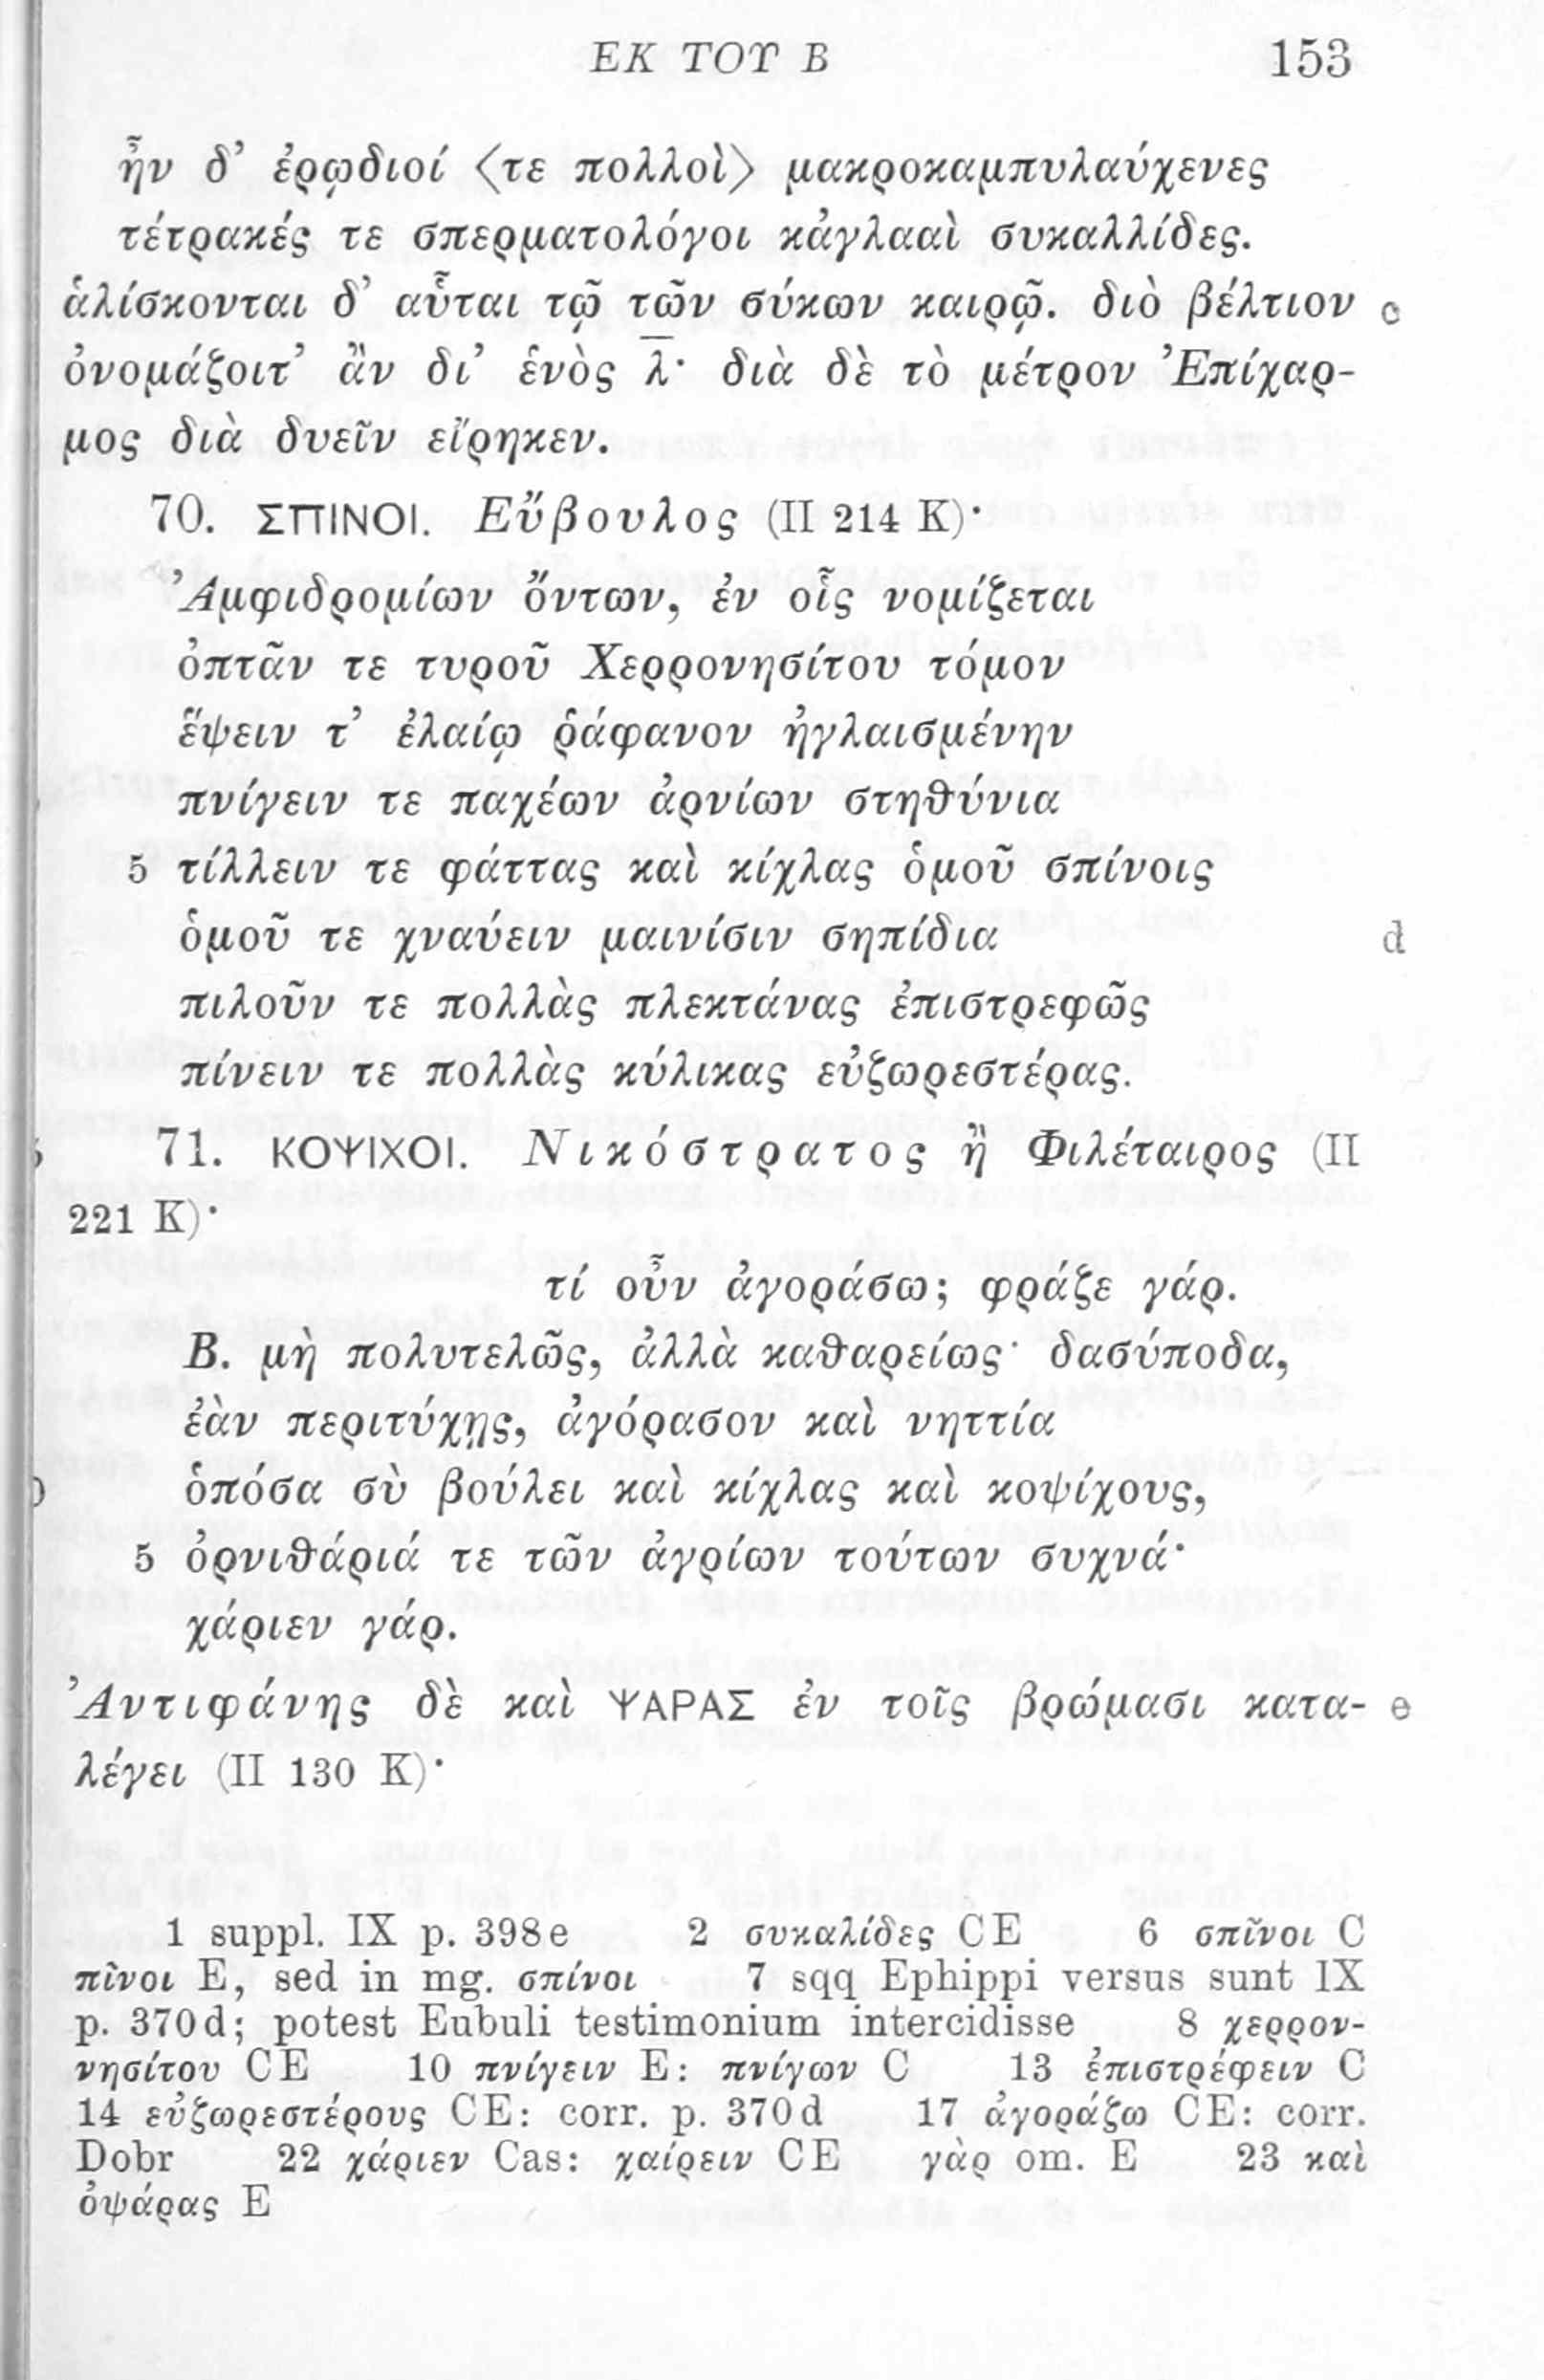 ΕΚ ΤΟΥ Β 153
ἦν δ’ ἐρῳδιοί ⟨τε πολλοὶ⟩ μακροκαμπυλαύχενες
τέτρακές τε σπερματολόγοι κἀγλααὶ συκαλλίδες.
ἁλίσκονται δ’ αὗται τῷ τῶν σύκων καιρῷ. διὸ βέλτιον c
ὀνομάζοιτ’ ἂν δι’ ἑνὸς λ̅· διὰ δὲ τὸ μέτρον Ἐπίχαρ-
μος διὰ δυεῖν εἴρηκεν.
70. ΣΠΙΝΟΙ. Εὔβουλος (II 214 K)·
Ἀμφιδρομίων ὄντων, ἐν οἷς νομίζεται
ὀπτᾶν τε τυροῦ Χερρονησίτου τόμον
ἕψειν τ’ ἐλαίῳ ῥάφανον ἠγλαισμένην
πνίγειν τε παχέων ἀρνίων στηθύνια
5 τίλλειν τε φάττας καὶ κίχλας ὁμοῦ σπίνοις
ὁμοῦ τε χναύειν μαινίσιν σηπίδια d
πιλοῦν τε πολλὰς πλεκτάνας ἐπιστρεφῶς
πίνειν τε πολλὰς κύλικας εὐζωρεστέρας.
71. ΚΟΨΙΧΟΙ. Νικόστρατος ἢ Φιλέταιρος (II
221 K)·
τί οὖν ἀγοράσω; φράζε γάρ.
Β. μὴ πολυτελῶς, ἀλλὰ καθαρείως· δασύποδα,
ἐὰν περιτύχῃς, ἀγόρασον καὶ νηττία
ὁπόσα σὺ βούλει καὶ κίχλας καὶ κοψίχους,
5 ὀρνιθάριά τε τῶν ἀγρίων τούτων συχνά·
χάριεν γάρ.
Ἀντιφάνης δὲ καὶ ΨΑΡΑΣ ἐν τοῖς βρώμασι κατα- e
λέγει (II 130 K)·
1 suppl. IX p. 398e 2 συκαλίδες CE 6 σπῖνοι C
πῖνοι E, sed in mg. σπίνοι 7 sqq Ephippi versus sunt IX
p. 370d; potest Eubuli testimonium intercidisse 8 χερρον-
νησίτου CE 10 πνίγειν E: πνίγων C 13 ἐπιστρέφειν C
14 εὐζωρεστέρους CE: corr. p. 370d 17 ἀγοράζω CE: corr.
Dobr 22 χάριεν Cas: χαίρειν CE γὰρ om. E 23 καὶ
ὀψάρας E